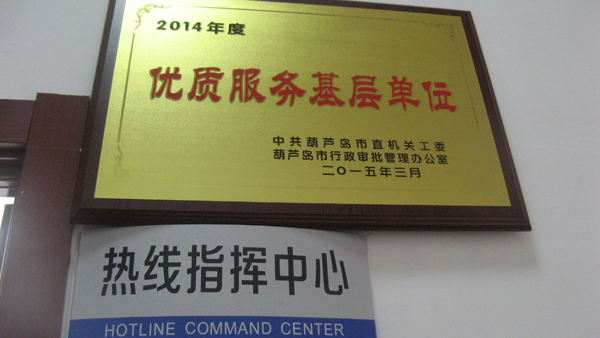 2014年度
优质服务基层单位
中共葫芦岛市直机关工委
葫芦岛市行政审批管理办公室
二〇一五年三月
热线指挥中心
HOTLINE COMMAND CENTER